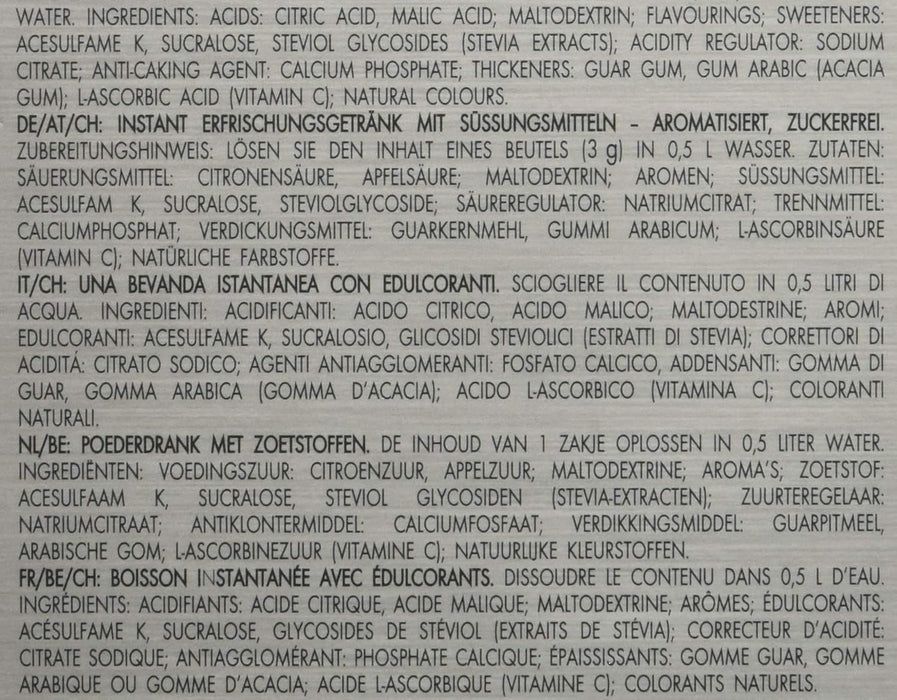 WATER. INGREDIENTS: ACIDS: CITRIC ACID, MALIC ACID; MALTODEXTRIN; FLAVOURINGS; SWEETENERS:
ACESULFAME K, SUCRALOSE, STEVIOL GLYCOSIDES (STEVIA EXTRACTS); ACIDITY REGULATOR: SODIUM
CITRATE; ANTI-CAKING AGENT: CALCIUM PHOSPHATE; THICKENERS: GUAR GUM, GUM ARABIC (ACACIA
GUM); L-ASCORBIC ACID (VITAMIN C); NATURAL COLOURS.
DE/AT/CH: INSTANT ERFRISCHUNGSGETRÄNK MIT SÜSSUNGSMITTELN – AROMATISIERT, ZUCKERFREI.
ZUBEREITUNGSHINWEIS: LÖSEN SIE DEN INHALT EINES BEUTELS (3 g) IN 0,5 L WASSER. ZUTATEN:
SÄUERUNGSMITTEL: CITRONENSÄURE, APFELSÄURE; MALTODEXTRIN; AROMEN; SÜSSUNGSMITTEL:
ACESULFAM K, SUCRALOSE, STEVIOLGLYCOSIDE; SÄUREREGULATOR: NATRIUMCITRAT; TRENNMITTEL:
CALCIUMPHOSPHAT; VERDICKUNGSMITTEL: GUARKERNMEHL, GUMMI ARABICUM; L-ASCORBINSÄURE
(VITAMIN C); NATÜRLICHE FARBSTOFFE.
IT/CH: UNA BEVANDA ISTANTANEA CON EDULCORANTI. SCIOGLIERE IL CONTENUTO IN 0,5 LITRI DI
ACQUA. INGREDIENTI: ACIDIFICANTI: ACIDO CITRICO, ACIDO MALICO; MALTODESTRINE; AROMI;
EDULCORANTI: ACESULFAME K, SUCRALOSIO, GLICOSIDI STEVIOLICI (ESTRATTI DI STEVIA); CORRETTORI DI
ACIDITÁ: CITRATO SODICO; AGENTI ANTIAGGLOMERANTI: FOSFATO CALCICO, ADDENSANTI: GOMMA DI
GUAR, GOMMA ARABICA (GOMMA D'ACACIA); ACIDO L-ASCORBICO (VITAMINA C); COLORANTI
NATURALI.
NL/BE: POEDERDRANK MET ZOETSTOFFEN. DE INHOUD VAN 1 ZAKJE OPLOSSEN IN 0,5 LITER WATER.
INGREDIËNTEN: VOEDINGSZUUR: CITROENZUUR, APPELZUUR; MALTODEXTRINE; AROMA'S; ZOETSTOF:
ACESULFAAM K, SUCRALOSE, STEVIOL GLYCOSIDEN (STEVIA-EXTRACTEN); ZUURTEREGELAAR:
NATRIUMCITRAAT; ANTIKLONTERMIDDEL: CALCIUMFOSFAAT; VERDIKKINGSMIDDEL: GUARPITMEEL,
ARABISCHE GOM; L-ASCORBINEZUUR (VITAMINE C); NATUURLIJKE KLEURSTOFFEN.
FR/BE/CH: BOISSON INSTANTANÉE AVEC ÉDULCORANTS. DISSOUDRE LE CONTENU DANS 0,5 L D'EAU.
INGRÉDIENTS: ACIDIFIANTS: ACIDE CITRIQUE, ACIDE MALIQUE; MALTODEXTRINE; ARÔMES; ÉDULCORANTS:
ACÉSULFAME K, SUCRALOSE, GLYCOSIDES DE STÉVIOL (EXTRAITS DE STÉVIA); CORRECTEUR D'ACIDITÉ:
CITRATE SODIQUE; ANTIAGGLOMÉRANT: PHOSPHATE CALCIQUE; ÉPAISSISSANTS: GOMME GUAR, GOMME
ARABIQUE OU GOMME D'ACACIA; ACIDE L-ASCORBIQUE (VITAMINE C); COLORANTS NATURELS.